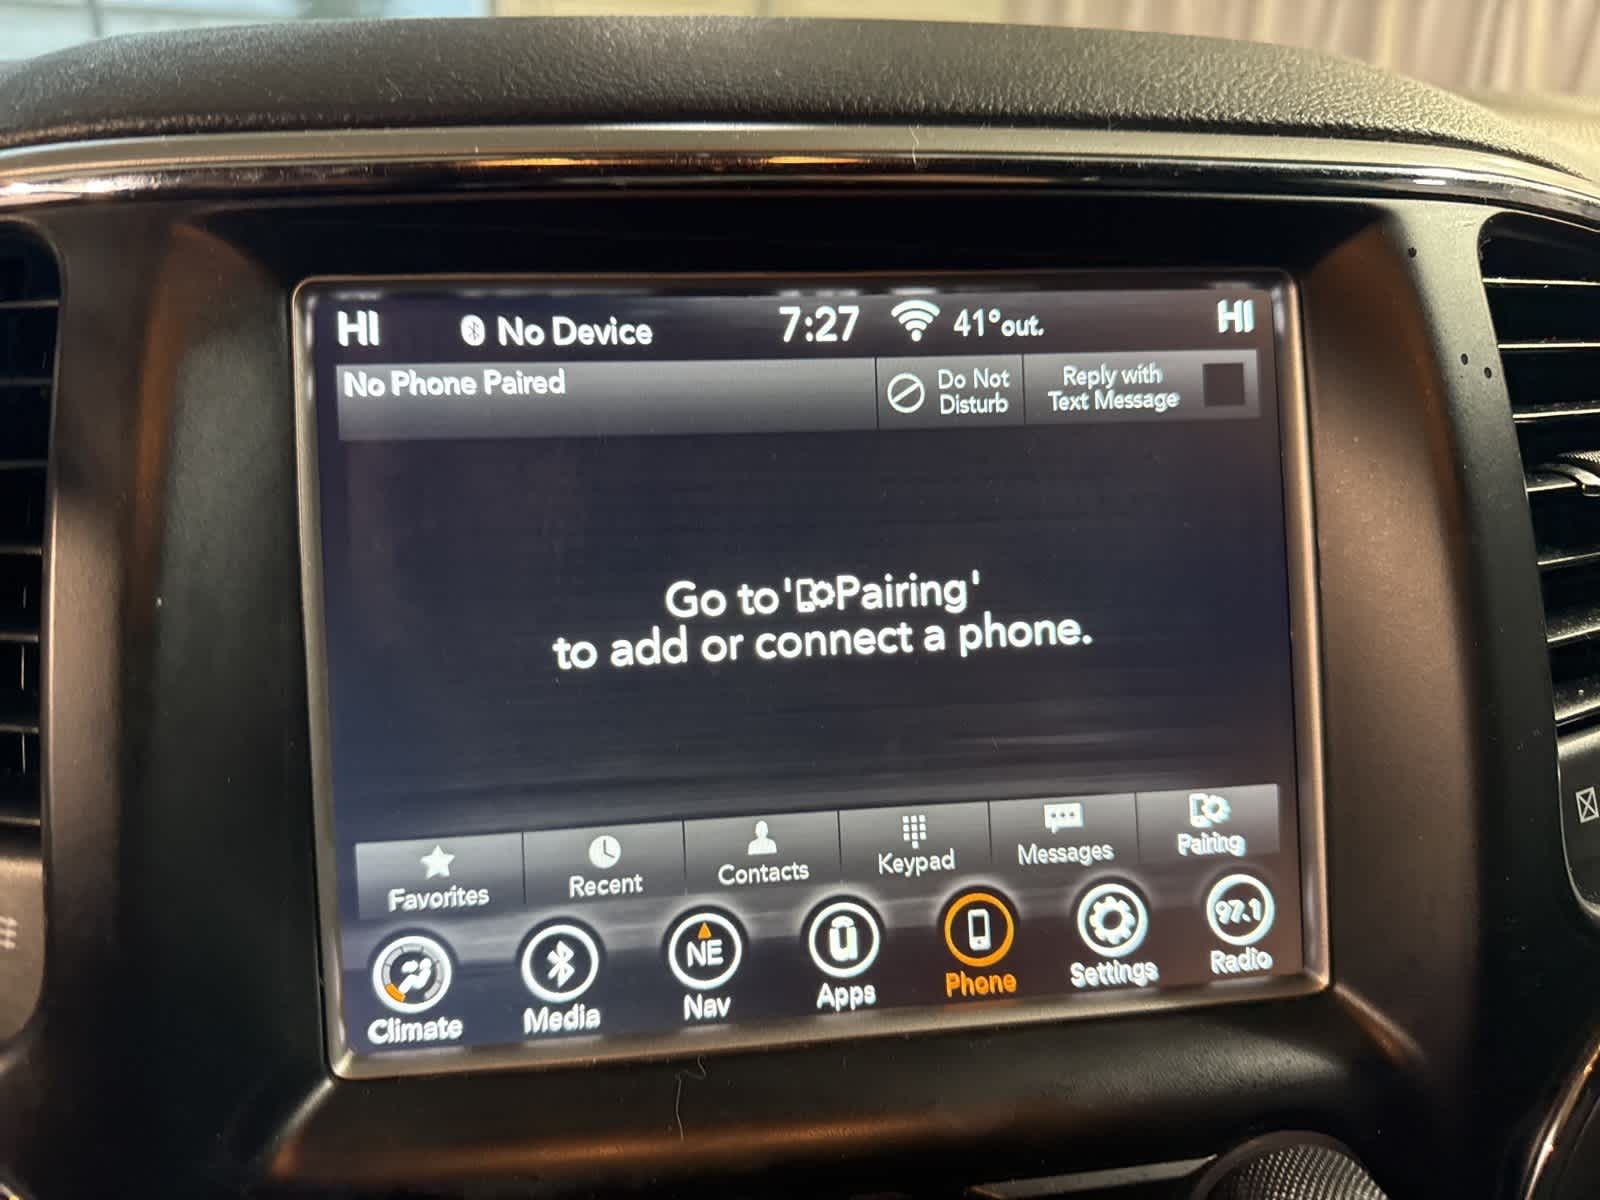 HI No Device 7:27 41°out. HI
No Phone Paired
Do Not
Disturb
Reply with
Text Message
Go to 'Pairing'
to add or connect a phone.
Favorites Recent Contacts Keypad Messages Pairing
NE
97.1
Climate Media Nav Apps Phone Settings Radio